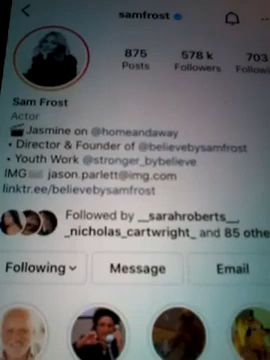 samfrost
875 578 k 703
Posts Followers Followi
Sam Frost
Actor
🎬 Jasmine on @homeandaway
• Director & Founder of @believebysamfrost
• Youth Work @stronger_bybelieve
IMG jason.parlett@img.com
linktr.ee/believebysamfrost
Followed by __sarahroberts__,
_nicholas_cartwright_ and 85 othe
Following Message Email